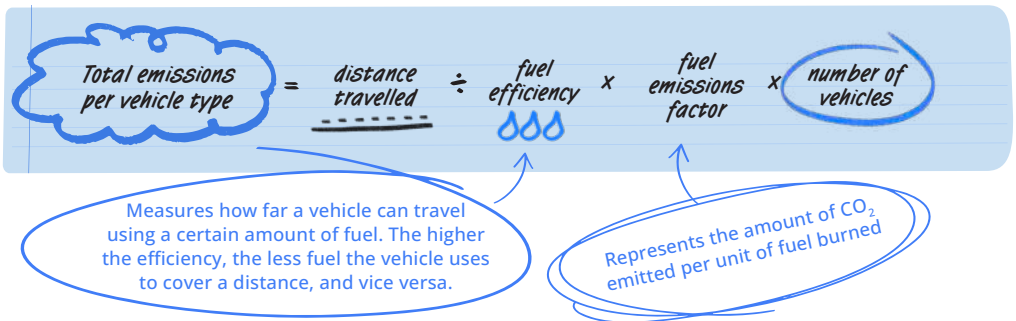 Total emissions
per vehicle type
=
distance
travelled
÷
fuel
efficiency
x
fuel
emissions
factor
x
number of
vehicles
Measures how far a vehicle can travel
using a certain amount of fuel. The higher
the efficiency, the less fuel the vehicle uses
to cover a distance, and vice versa.
Represents the amount of CO₂
emitted per unit of fuel burned